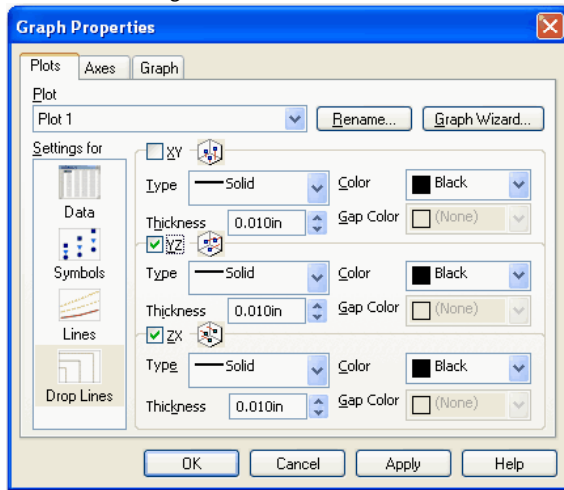 Graph Properties
Plots Axes Graph
Plot
Plot 1 Rename... Graph Wizard...
Settings for
Data
Symbols
Lines
Drop Lines
XY
Type Solid Color Black
Thickness 0.010in Gap Color (None)
YZ
Type Solid Color Black
Thickness 0.010in Gap Color (None)
ZX
Type Solid Color Black
Thickness 0.010in Gap Color (None)
OK Cancel Apply Help